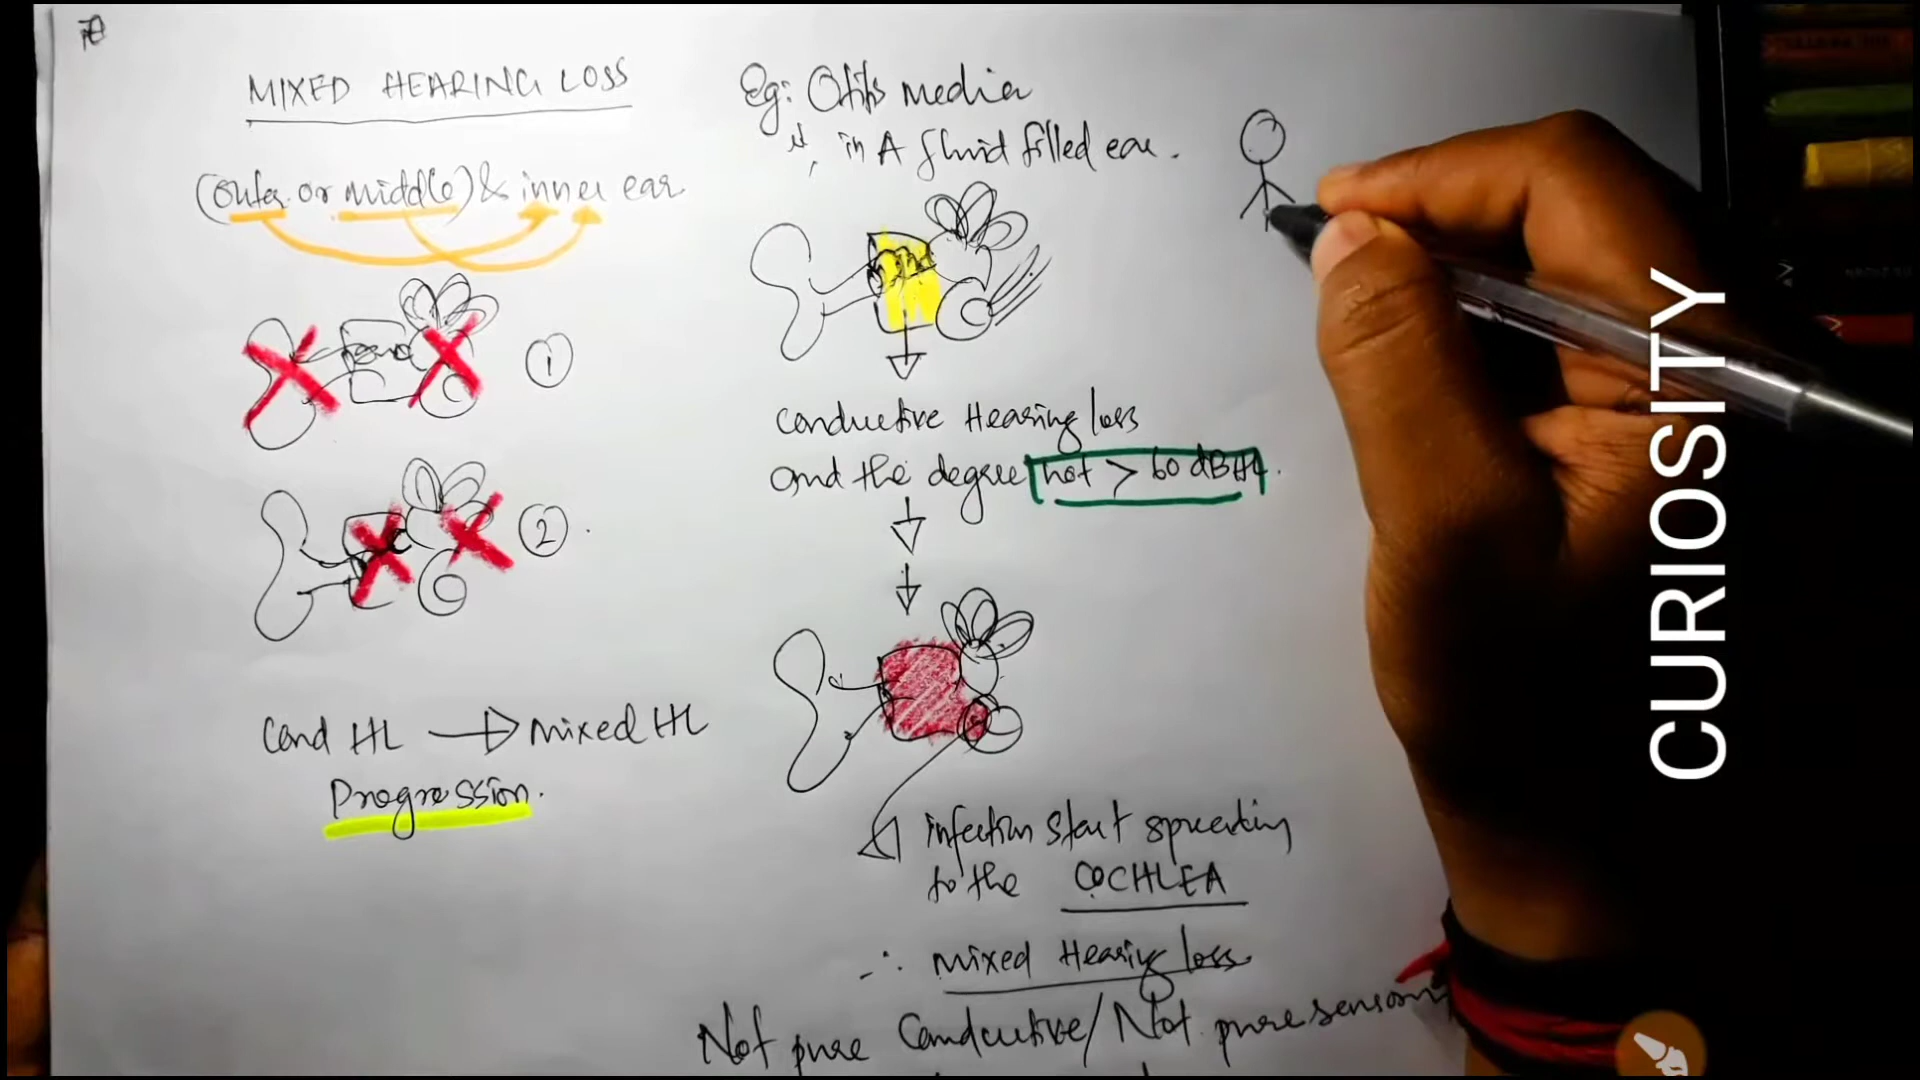 MIXED HEARING LOSS
(outer or middle) & inner ear
1
2
Cond HL → mixed HL
Progression.
Eg: Otitis media
in A fluid filled ear.
conductive Hearing loss
and the degree not > 60 dBHL.
infection start spreading
to the COCHLEA
∴ mixed Hearing loss
Not pure Conductive/Not pure sensori
CURIOSITY